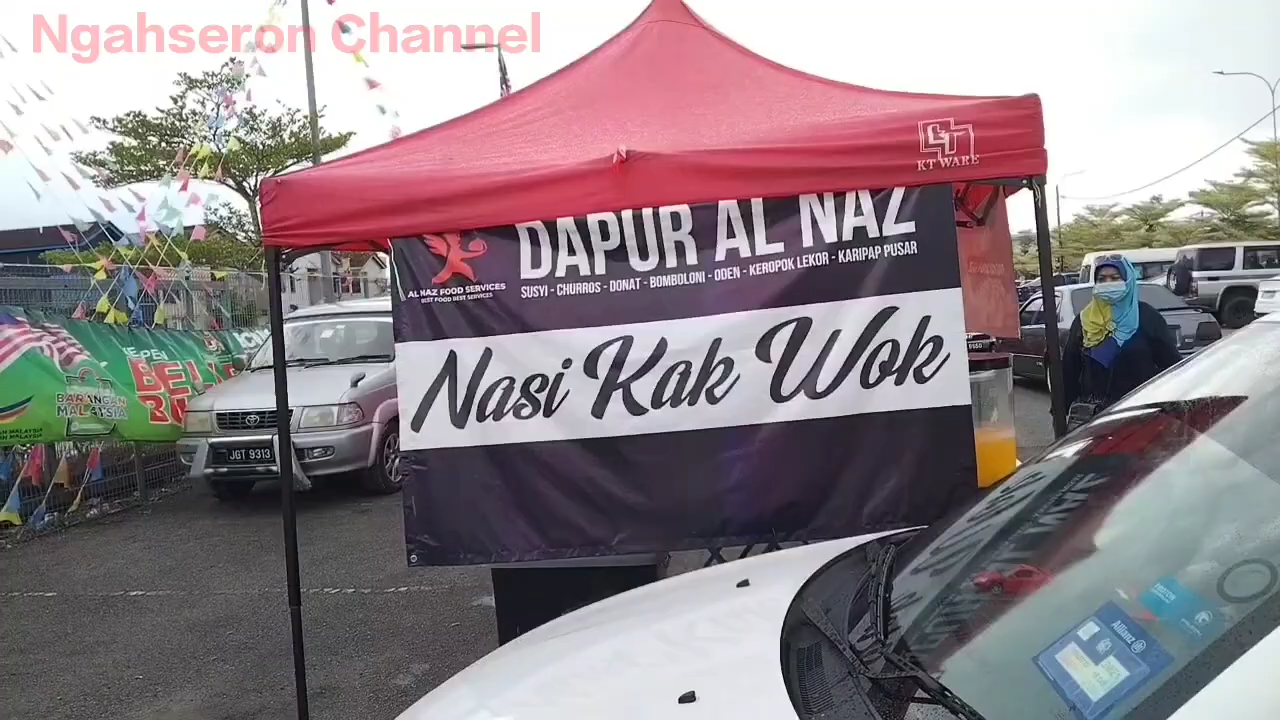 Ngahseron Channel
KT WARE
DAPUR AL NAZ
AL NAZ FOOD SERVICES
BEST FOOD BEST SERVICES
SUSYI - CHURROS - DONAT - BOMBOLONI - ODEN - KEROPOK LEKOR - KARIPAP PUSAR
Nasi Kak Wok
BARANGAN
MALAYSIA
JGT 9313
Allianz